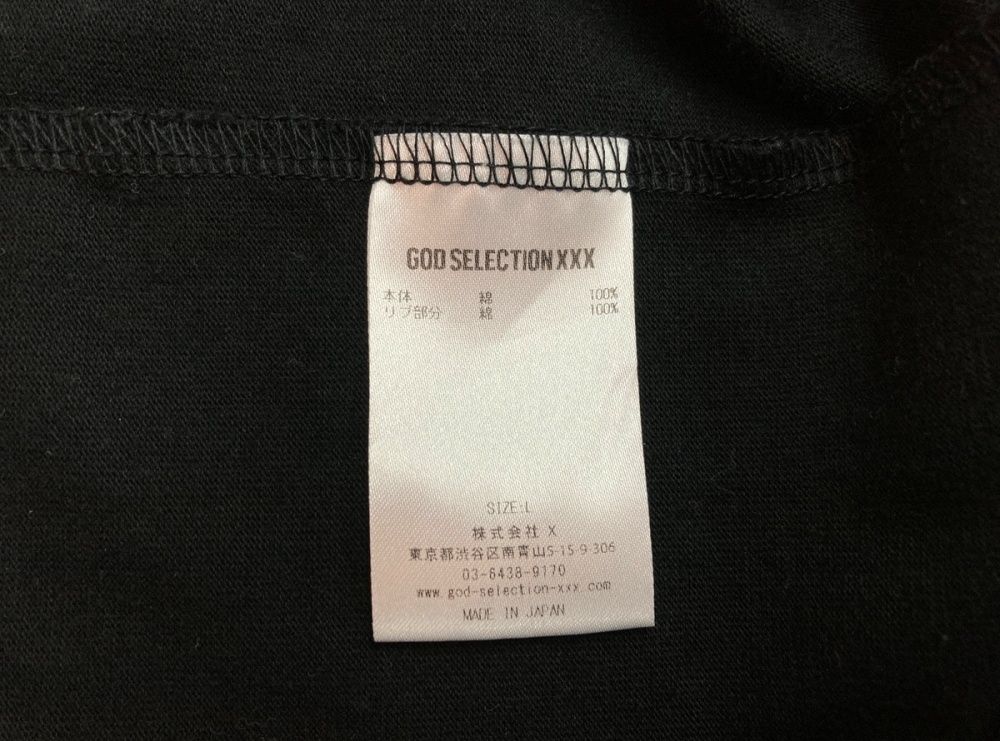 GOD SELECTION XXX
本体 綿 100%
リブ部分 綿 100%
SIZE:L
株式会社 X
東京都渋谷区南青山5-15-9-306
03-6438-9170
www.god-selection-xxx.com
MADE IN JAPAN